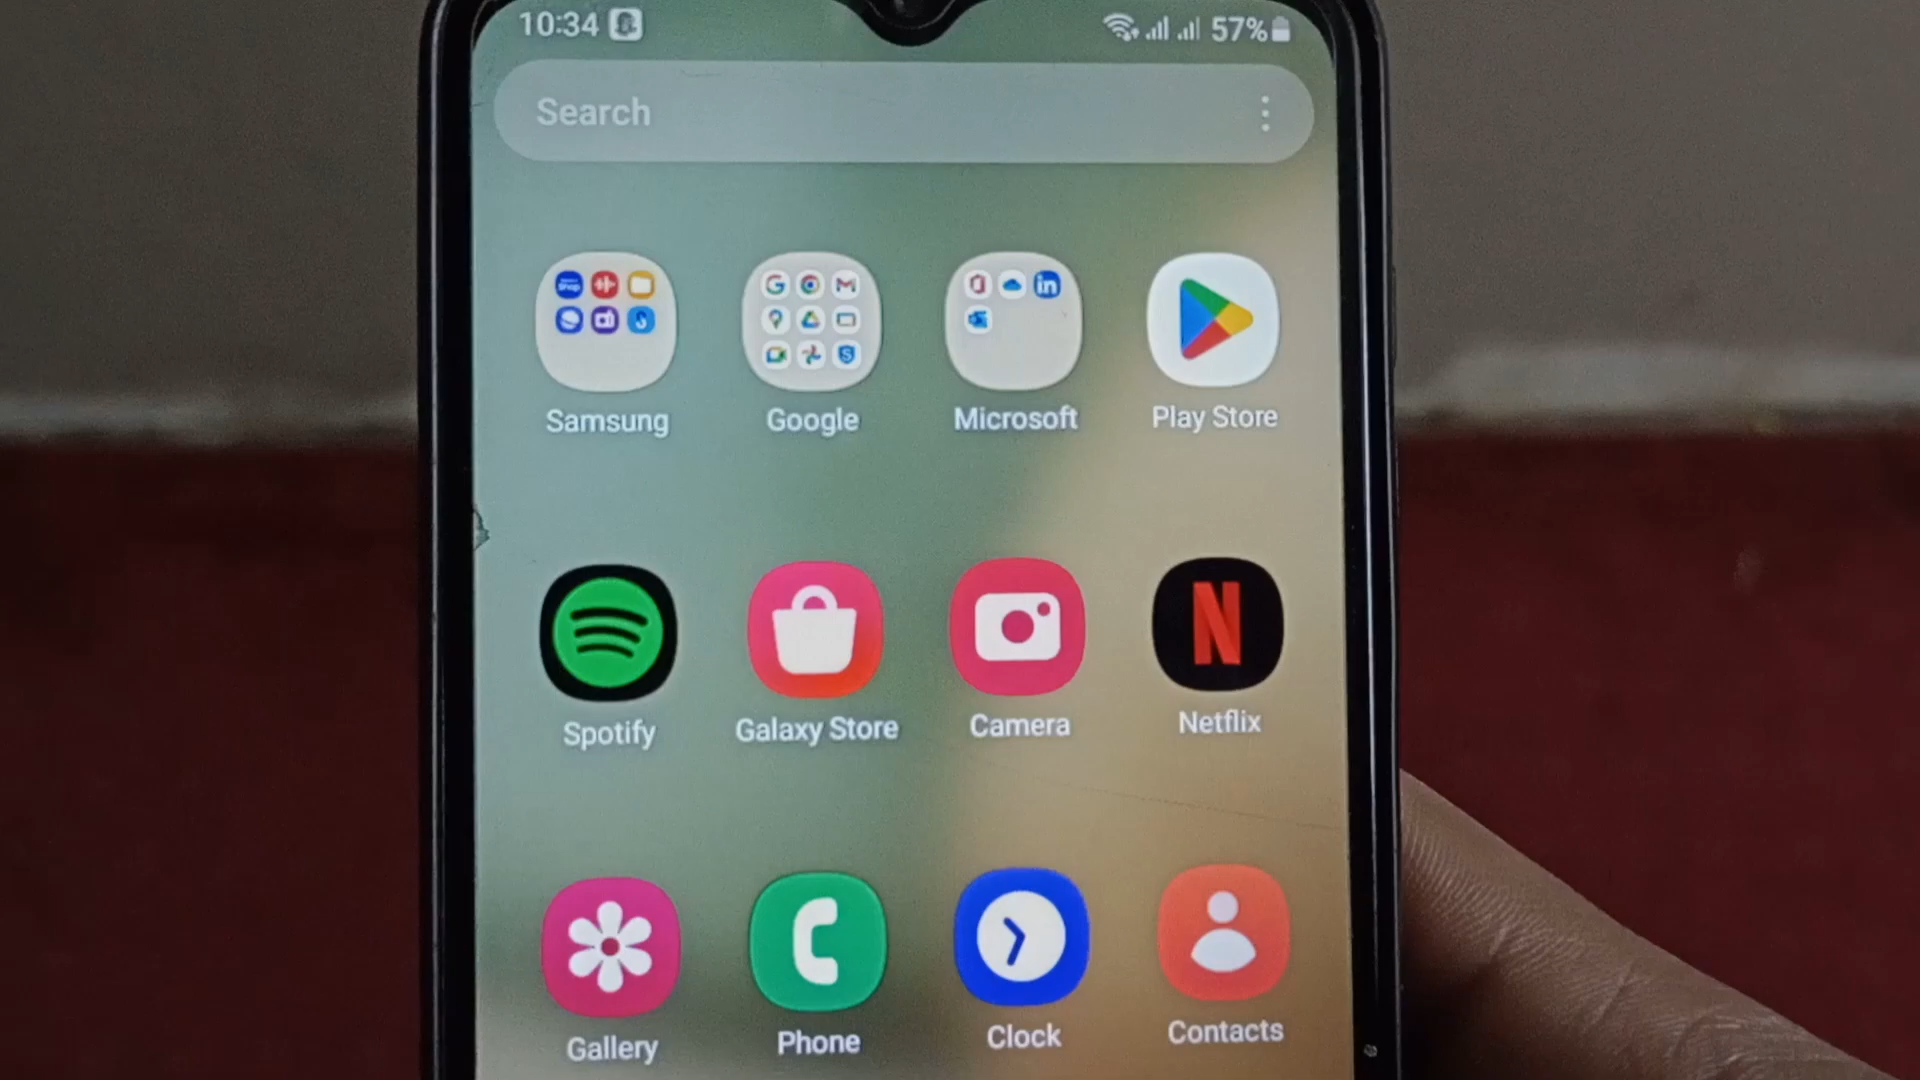 10:34 57%
Search
Samsung Google Microsoft Play Store
Spotify Galaxy Store Camera Netflix
Gallery Phone Clock Contacts